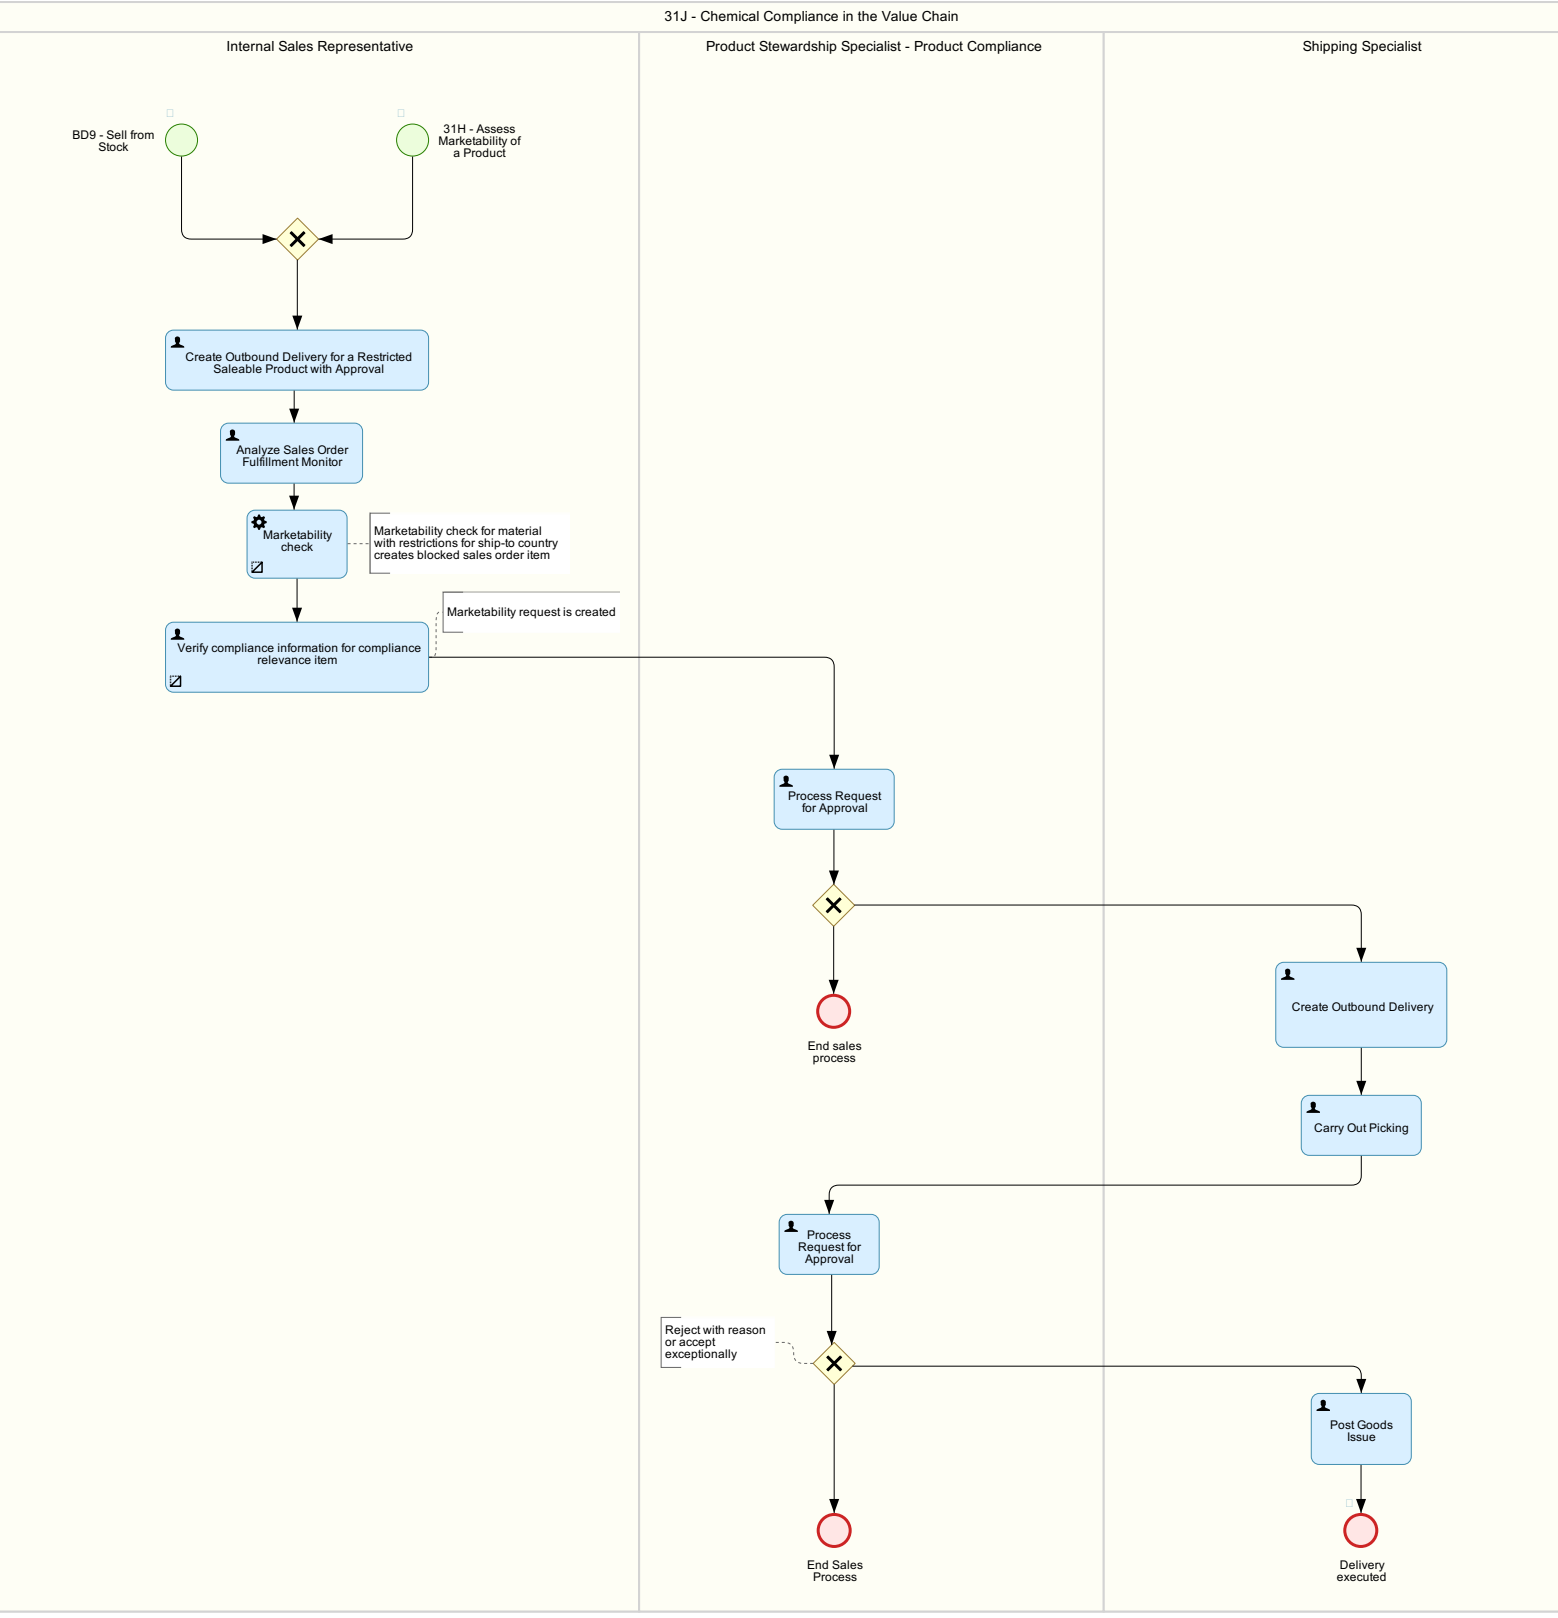 31J - Chemical Compliance in the Value Chain
Internal Sales Representative
Product Stewardship Specialist - Product Compliance
Shipping Specialist
BD9 - Sell from
Stock
31H - Assess
Marketability of
a Product
Create Outbound Delivery for a Restricted
Saleable Product with Approval
Analyze Sales Order
Fulfillment Monitor
Marketability
check
Marketability check for material
with restrictions for ship-to country
creates blocked sales order item
Marketability request is created
Verify compliance information for compliance
relevance item
Process Request
for Approval
End sales
process
Create Outbound Delivery
Carry Out Picking
Process
Request for
Approval
Reject with reason
or accept
exceptionally
Post Goods
Issue
End Sales
Process
Delivery
executed